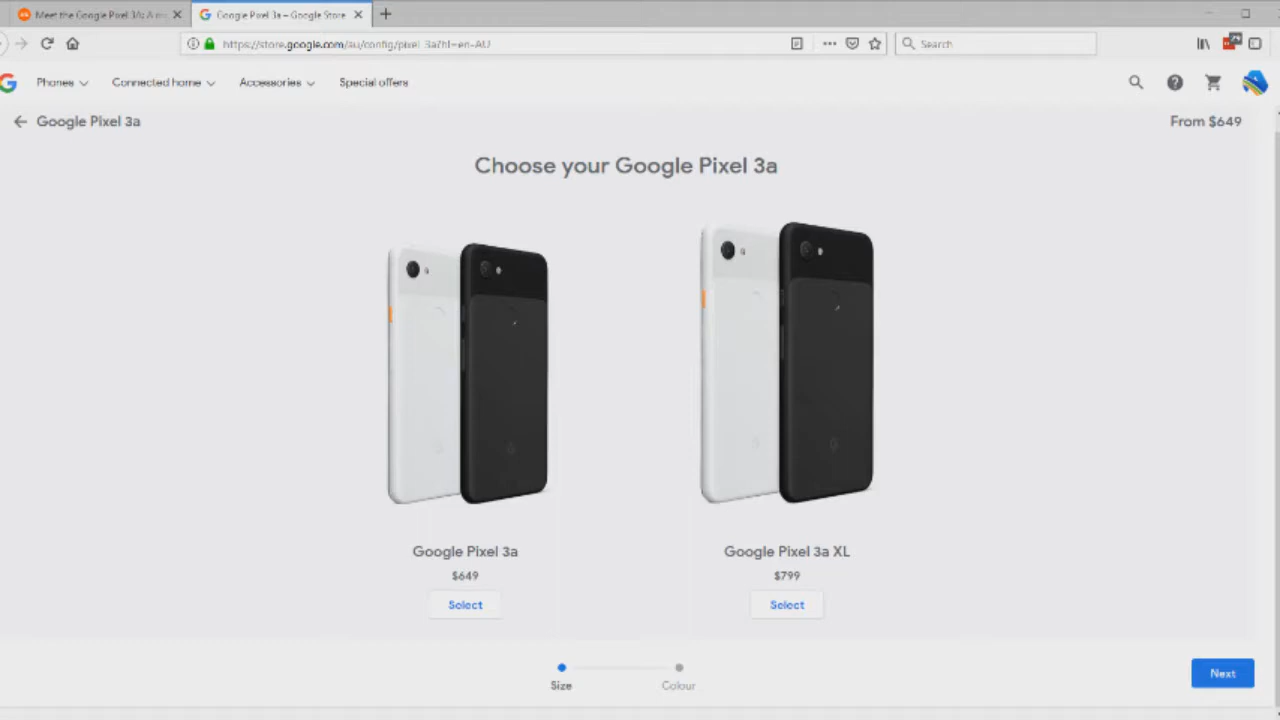 Meet the Google Pixel 3A: A m
Google Pixel 3a – Google Store
https://store.google.com/au/config/pixel_3a?hl=en-AU
Search
Phones
Connected home
Accessories
Special offers
Google Pixel 3a
From $649
Choose your Google Pixel 3a
Google Pixel 3a
Google Pixel 3a XL
$649
$799
Select
Select
Size
Colour
Next